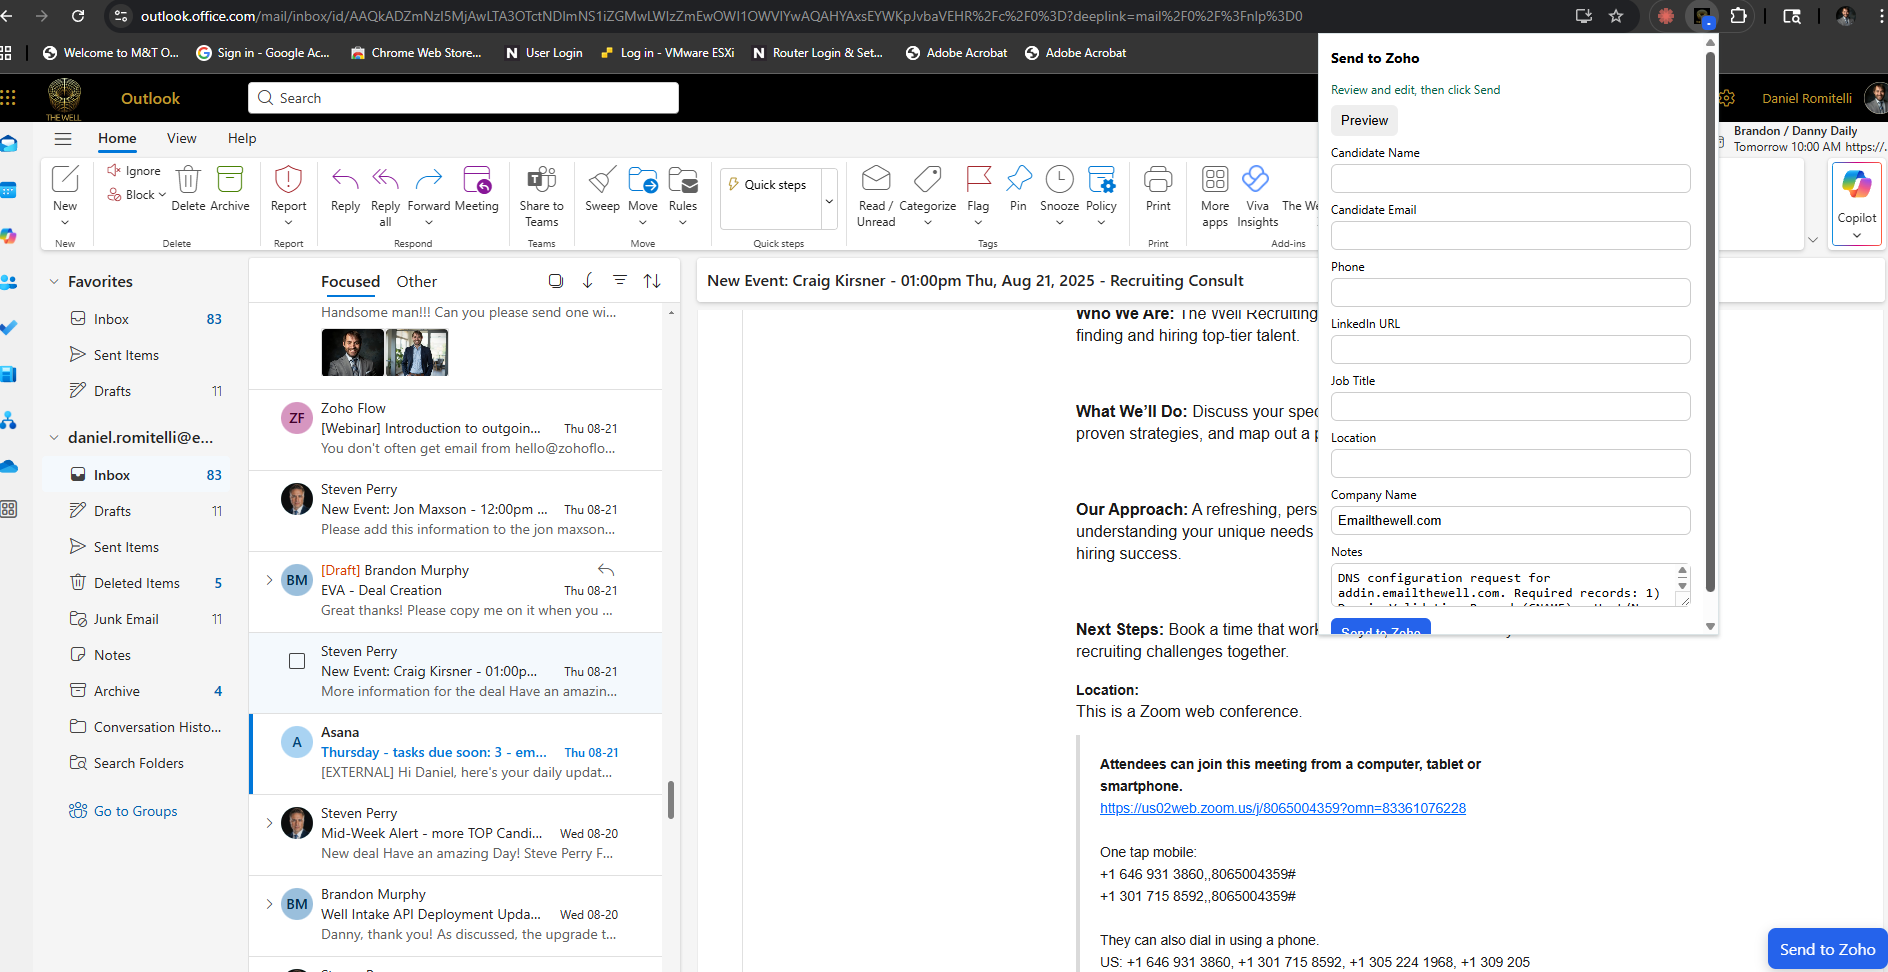 outlook.office.com/mail/inbox/id/AAQkADZmNzI5MjAwLTA3OTctNDlmNS1iZGMwLWIzZmEwOWI1OWVlYwAQAHYAxsEYWKpJvbaVEHR%2Fc%2F0%3D?deeplink=mail%2F0%2F%3Fnlp%3D0
Welcome to M&T O...
Sign in - Google Ac...
Chrome Web Store...
User Login
Log in - VMware ESXi
Router Login & Set...
Adobe Acrobat
Adobe Acrobat
THE WELL
Outlook
Search
Daniel Romitelli
Home
View
Help
Brandon / Danny Daily
Tomorrow 10:00 AM https://.
New
Ignore
Block
Delete
Archive
Report
Reply
Reply all
Forward
Meeting
Share to Teams
Sweep
Move
Rules
Quick steps
Read / Unread
Categorize
Flag
Pin
Snooze
Policy
Print
More apps
Viva Insights
The We
Copilot
New
Delete
Report
Respond
Teams
Move
Quick steps
Tags
Print
Add-ins
Favorites
Inbox 83
Sent Items
Drafts 11
daniel.romitelli@e...
Inbox 83
Drafts 11
Sent Items
Deleted Items 5
Junk Email 11
Notes
Archive 4
Conversation Histo...
Search Folders
Go to Groups
Focused
Other
Handsome man!!! Can you please send one wi...
ZF
Zoho Flow
[Webinar] Introduction to outgoin... Thu 08-21
You don't often get email from hello@zohoflo...
Steven Perry
New Event: Jon Maxson - 12:00pm ... Thu 08-21
Please add this information to the jon maxson...
BM
[Draft] Brandon Murphy
EVA - Deal Creation Thu 08-21
Great thanks! Please copy me on it when you ...
Steven Perry
New Event: Craig Kirsner - 01:00p... Thu 08-21
More information for the deal Have an amazin...
A
Asana
Thursday - tasks due soon: 3 - em... Thu 08-21
[EXTERNAL] Hi Daniel, here's your daily updat...
Steven Perry
Mid-Week Alert - more TOP Candi... Wed 08-20
New deal Have an amazing Day! Steve Perry F...
BM
Brandon Murphy
Well Intake API Deployment Upda... Wed 08-20
Danny, thank you! As discussed, the upgrade t...
Steven Perry
New Event: Craig Kirsner - 01:00pm Thu, Aug 21, 2025 - Recruiting Consult
Who We Are: The Well Recruiting
finding and hiring top-tier talent.
What We'll Do: Discuss your spec
proven strategies, and map out a p
Our Approach: A refreshing, pers
understanding your unique needs
hiring success.
Next Steps: Book a time that work
recruiting challenges together.
Location:
This is a Zoom web conference.
Attendees can join this meeting from a computer, tablet or
smartphone.
https://us02web.zoom.us/j/8065004359?omn=83361076228
One tap mobile:
+1 646 931 3860,,8065004359#
+1 301 715 8592,,8065004359#
They can also dial in using a phone.
US: +1 646 931 3860, +1 301 715 8592, +1 305 224 1968, +1 309 205
Send to Zoho
Review and edit, then click Send
Preview
Candidate Name
Candidate Email
Phone
LinkedIn URL
Job Title
Location
Company Name
Emailthewell.com
Notes
DNS configuration request for
addin.emailthewell.com. Required records: 1)
Send to Zoho
Send to Zoho